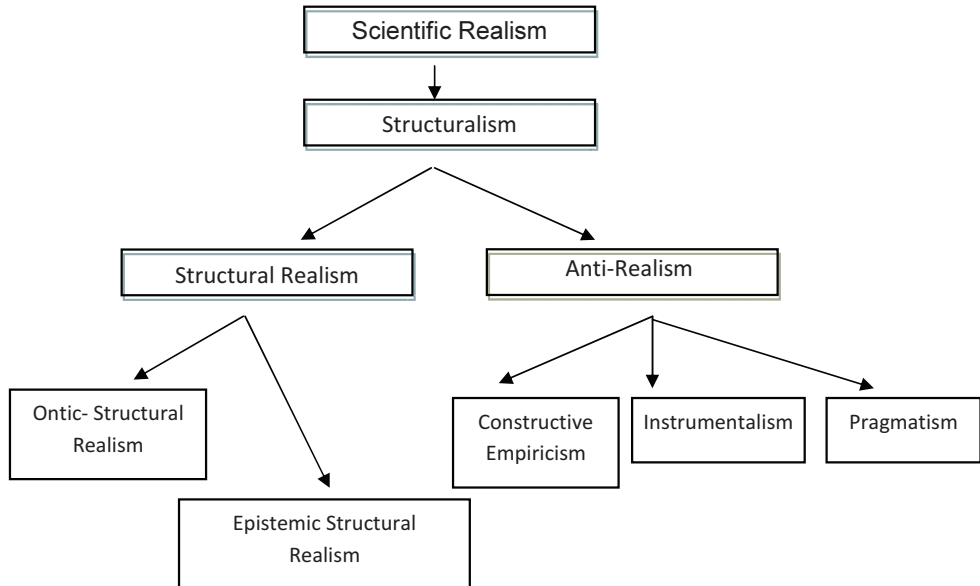 Scientific Realism
Structuralism
Structural Realism
Anti-Realism
Ontic- Structural
Realism
Constructive
Empiricism
Instrumentalism
Pragmatism
Epistemic Structural
Realism